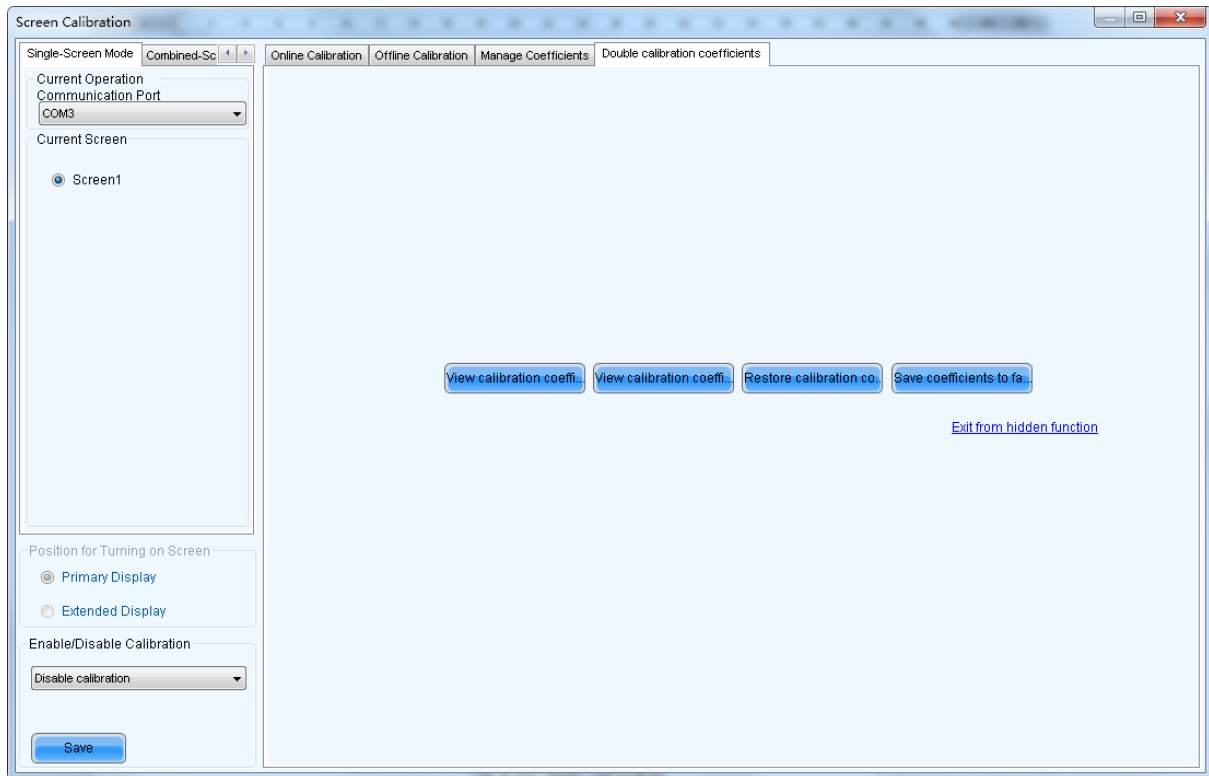 Screen Calibration
Single-Screen Mode
Combined-Sc
Online Calibration
Offline Calibration
Manage Coefficients
Double calibration coefficients
Current Operation
Communication Port
COM3
Current Screen
Screen1
View calibration coeffi...
View calibration coeffi...
Restore calibration co...
Save coefficients to fa...
Exit from hidden function
Position for Turning on Screen
Primary Display
Extended Display
Enable/Disable Calibration
Disable calibration
Save